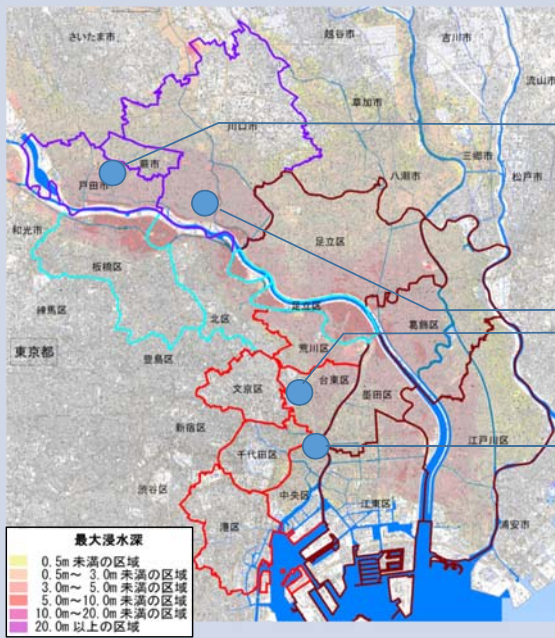 さいたま市
越谷市
吉川市
流山市
草加市
川口市
三郷市
蕨市
八潮市
松戸市
戸田市
和光市
足立区
板橋区
足立区
葛飾区
練馬区
北区
荒川区
東京都
豊島区
台東区
文京区
墨田区
新宿区
江戸川区
千代田区
渋谷区
中央区
江東区
港区
浦安市
最大浸水深
0.5m 未満の区域
0.5m～ 3.0m 未満の区域
3.0m～ 5.0m 未満の区域
5.0m～10.0m 未満の区域
10.0m～20.0m 未満の区域
20.0m 以上の区域